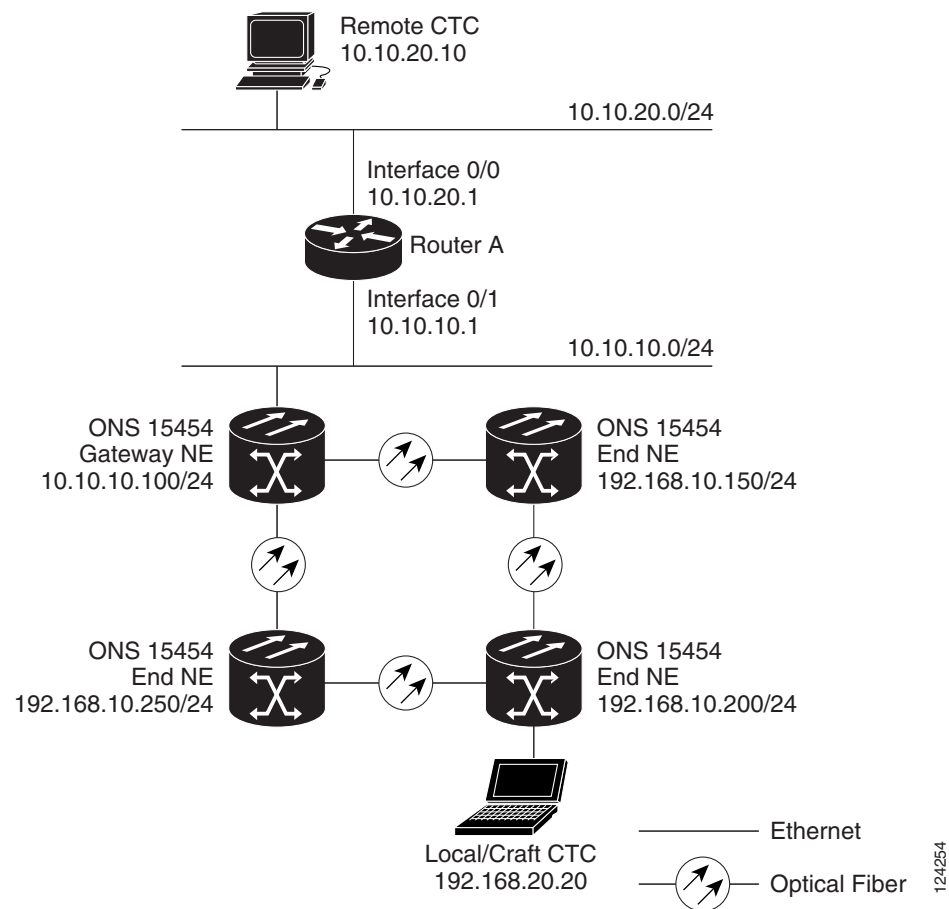 Remote CTC
10.10.20.10
10.10.20.0/24
Interface 0/0
10.10.20.1
Router A
Interface 0/1
10.10.10.1
10.10.10.0/24
ONS 15454
Gateway NE
10.10.10.100/24
ONS 15454
End NE
192.168.10.150/24
ONS 15454
End NE
192.168.10.250/24
ONS 15454
End NE
192.168.10.200/24
Local/Craft CTC
192.168.20.20
Ethernet
Optical Fiber
124254